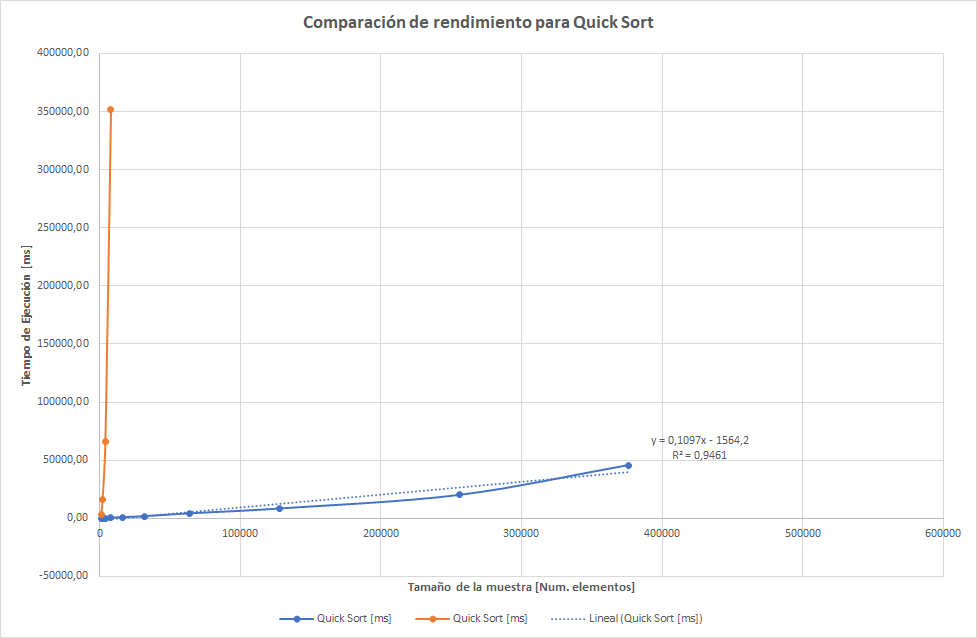 Comparación de rendimiento para Quick Sort
400000,00
350000,00
300000,00
250000,00
200000,00
150000,00
100000,00
50000,00
0,00
-50000,00
Tiempo de Ejecución [ms]
y = 0,1097x - 1564,2
R² = 0,9461
0 100000 200000 300000 400000 500000 600000
Tamaño de la muestra [Num. elementos]
Quick Sort [ms] Quick Sort [ms] Lineal (Quick Sort [ms])